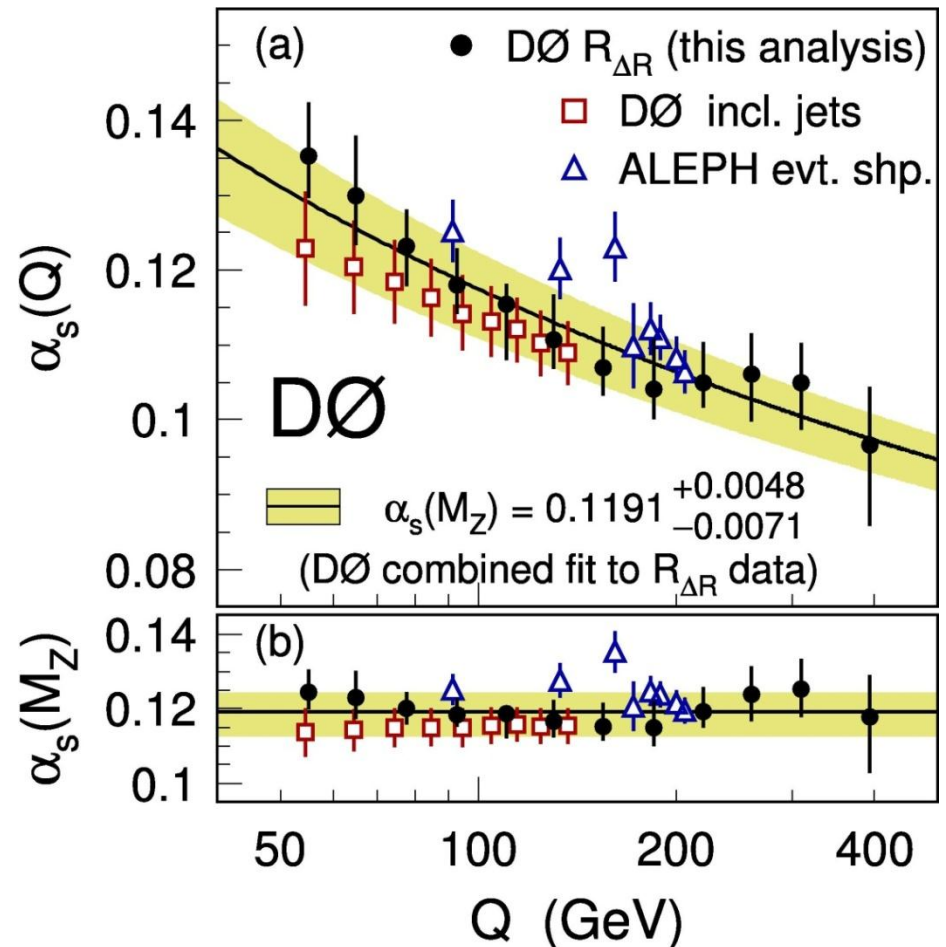 (a)
DØ R_ΔR (this analysis)
DØ incl. jets
ALEPH evt. shp.
0.14
0.12
0.1
0.08
α_s(Q)
DØ
α_s(M_Z) = 0.1191 +0.0048 −0.0071
(DØ combined fit to R_ΔR data)
(b)
0.14
0.12
0.1
α_s(M_Z)
50 100 200 400
Q (GeV)